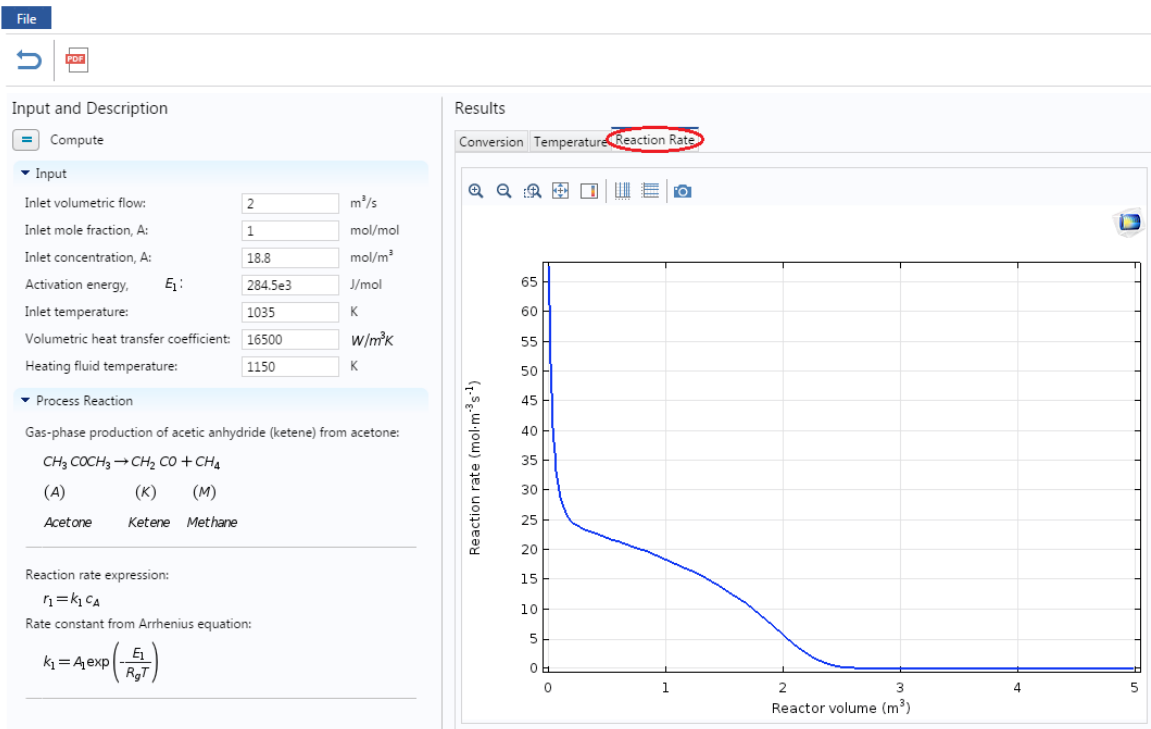 File
PDF
Input and Description
Compute
Input
Inlet volumetric flow: 2 m³/s
Inlet mole fraction, A: 1 mol/mol
Inlet concentration, A: 18.8 mol/m³
Activation energy, E₁: 284.5e3 J/mol
Inlet temperature: 1035 K
Volumetric heat transfer coefficient: 16500 W/m³K
Heating fluid temperature: 1150 K
Process Reaction
Gas-phase production of acetic anhydride (ketene) from acetone:
CH₃ COCH₃ → CH₂ CO + CH₄
(A) (K) (M)
Acetone Ketene Methane
Reaction rate expression:
r₁ = k₁ c_A
Rate constant from Arrhenius equation:
k₁ = A₁exp(-E₁/(R_gT))
Results
Conversion Temperature Reaction Rate
Reaction rate (mol·m⁻³s⁻¹)
65
60
55
50
45
40
35
30
25
20
15
10
5
0
0 1 2 3 4 5
Reactor volume (m³)